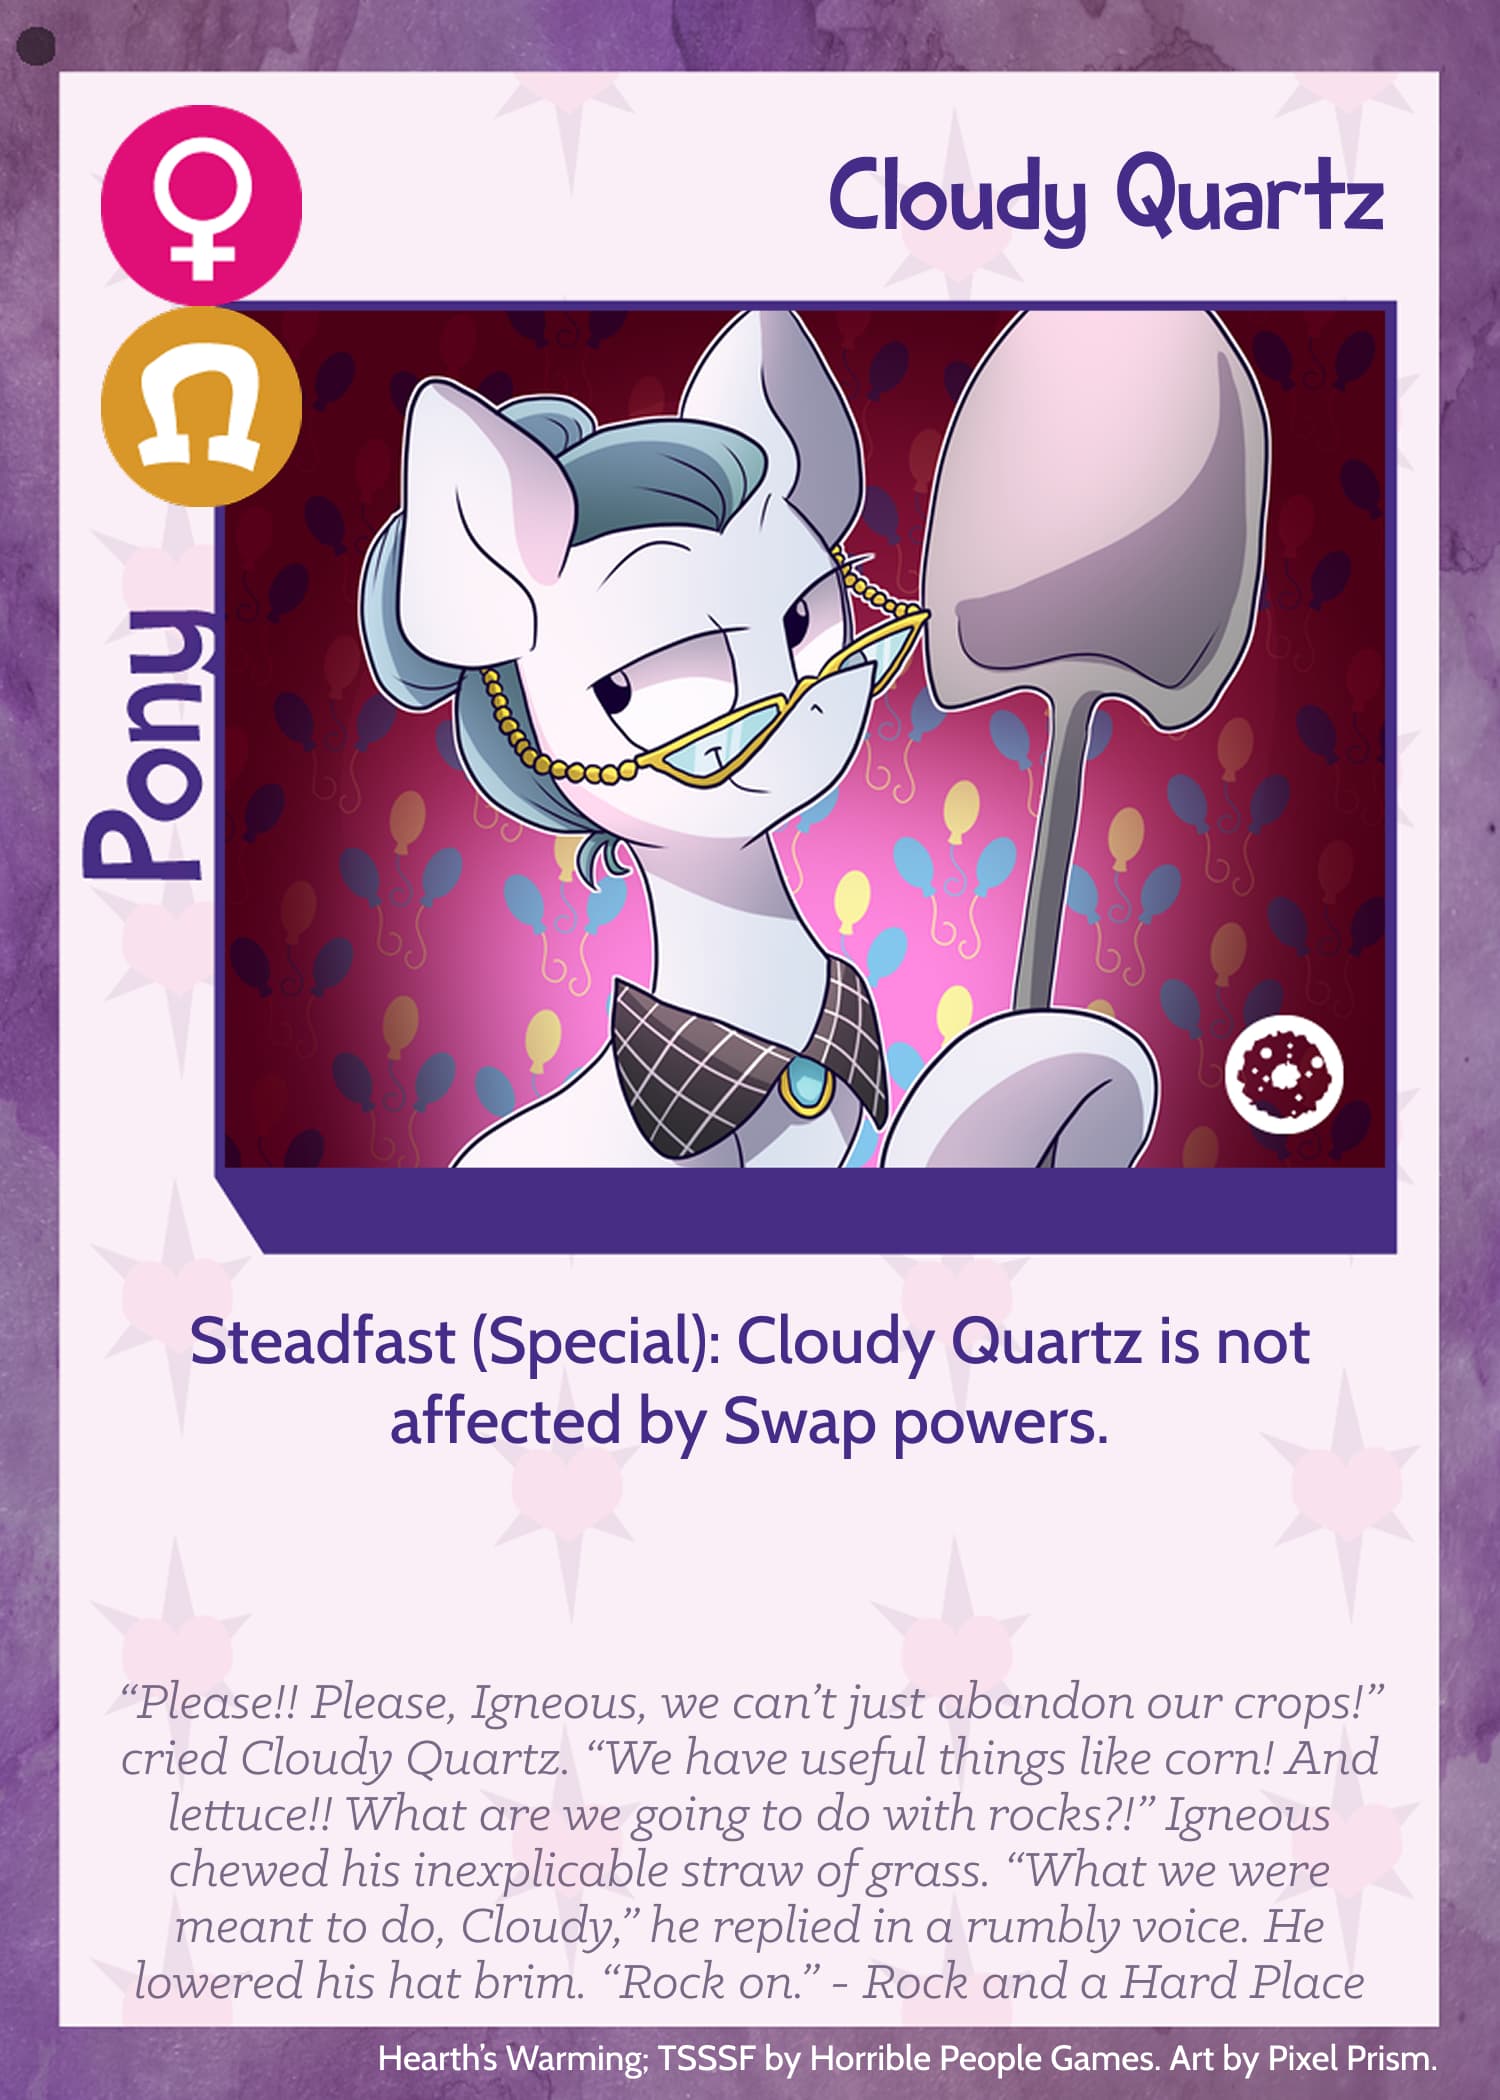 Cloudy Quartz
Pony
Steadfast (Special): Cloudy Quartz is not
affected by Swap powers.
“Please!! Please, Igneous, we can’t just abandon our crops!”
cried Cloudy Quartz. “We have useful things like corn! And
lettuce!! What are we going to do with rocks?!” Igneous
chewed his inexplicable straw of grass. “What we were
meant to do, Cloudy,” he replied in a rumbly voice. He
lowered his hat brim. “Rock on.” - Rock and a Hard Place
Hearth’s Warming; TSSSF by Horrible People Games. Art by Pixel Prism.